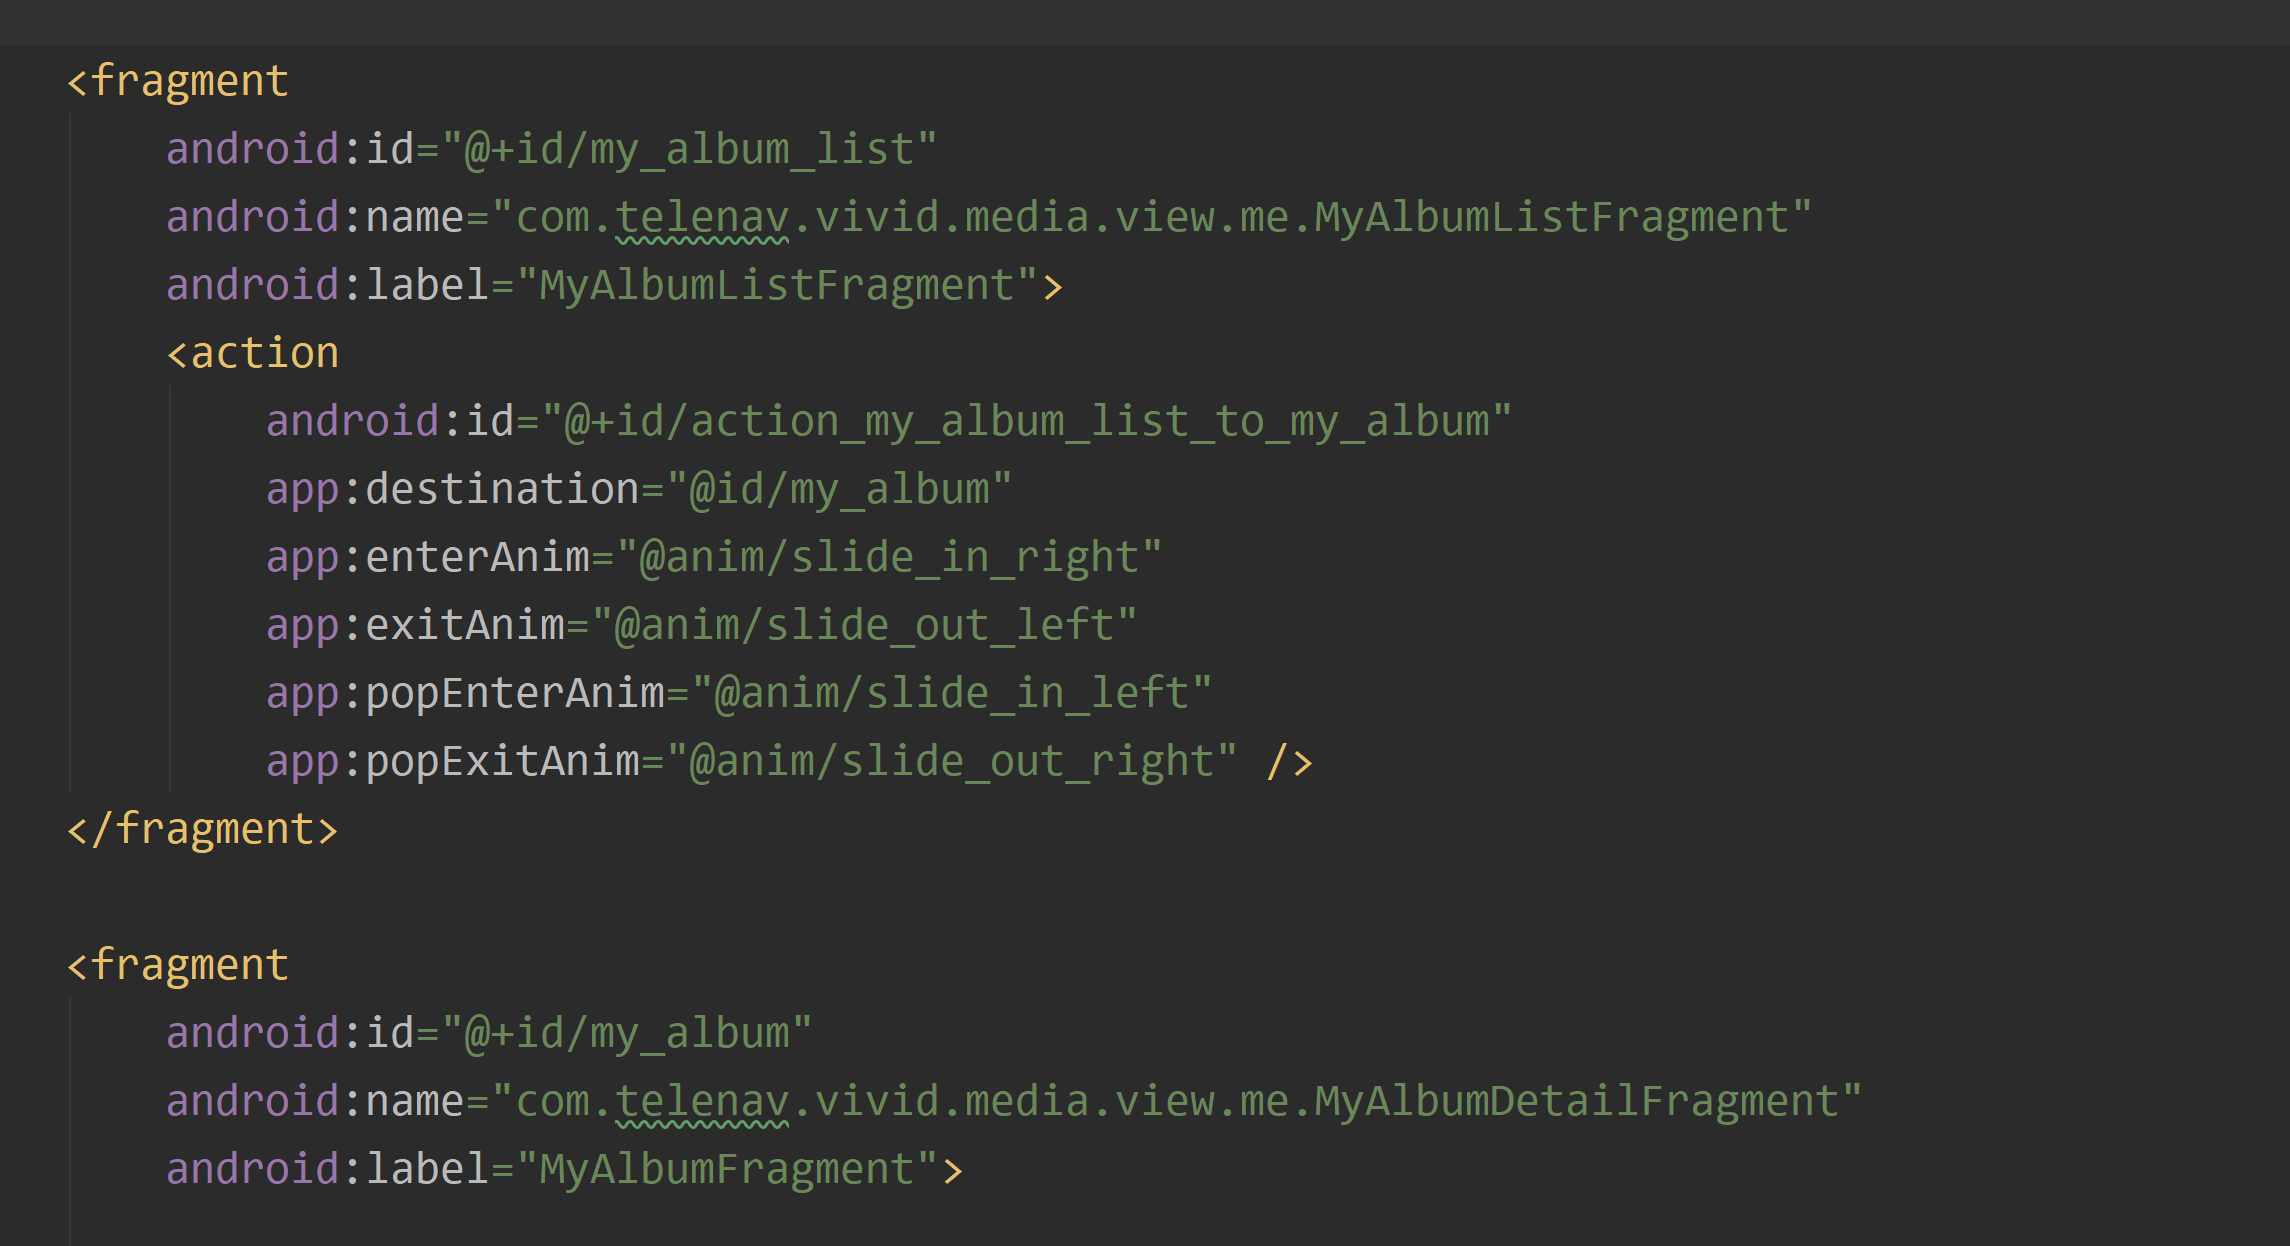 <fragment
android:id="@+id/my_album_list"
android:name="com.telenav.vivid.media.view.me.MyAlbumListFragment"
android:label="MyAlbumListFragment">
<action
android:id="@+id/action_my_album_list_to_my_album"
app:destination="@id/my_album"
app:enterAnim="@anim/slide_in_right"
app:exitAnim="@anim/slide_out_left"
app:popEnterAnim="@anim/slide_in_left"
app:popExitAnim="@anim/slide_out_right" />
</fragment>
<fragment
android:id="@+id/my_album"
android:name="com.telenav.vivid.media.view.me.MyAlbumDetailFragment"
android:label="MyAlbumFragment">